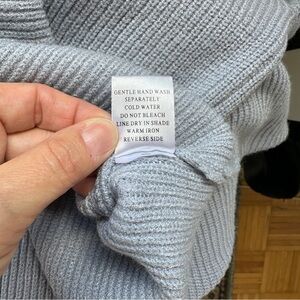 GENTLE HAND WASH
SEPARATELY
COLD WATER
DO NOT BLEACH
LINE DRY IN SHADE
WARM IRON
REVERSE SIDE